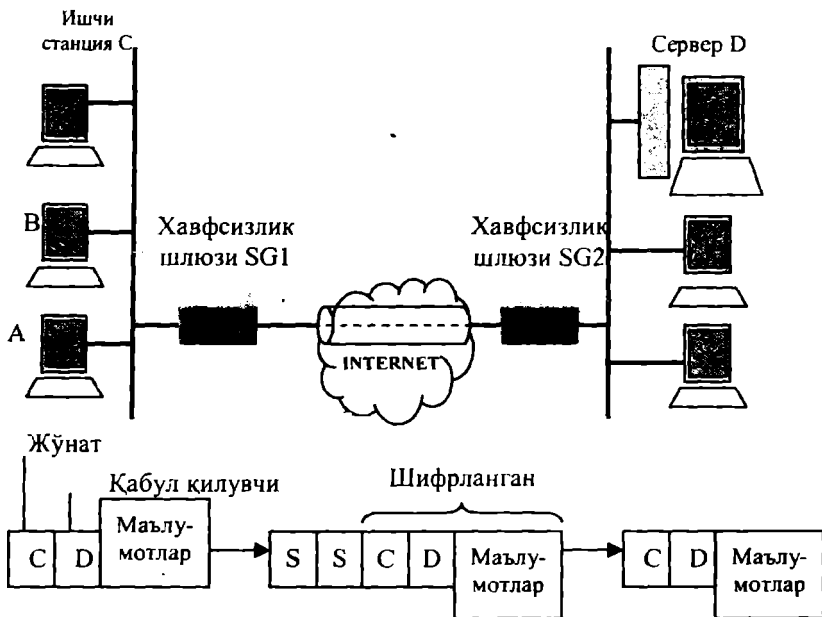 Ишчи
станция С
Сервер D
В
Хавфсизлик
шлюзи SG1
Хавфсизлик
шлюзи SG2
А
INTERNET
Жўнат
Қабул қилувчи
Шифрланган
С D Маълу-
мотлар
S S С D Маълу-
мотлар
С D Маълу-
мотлар